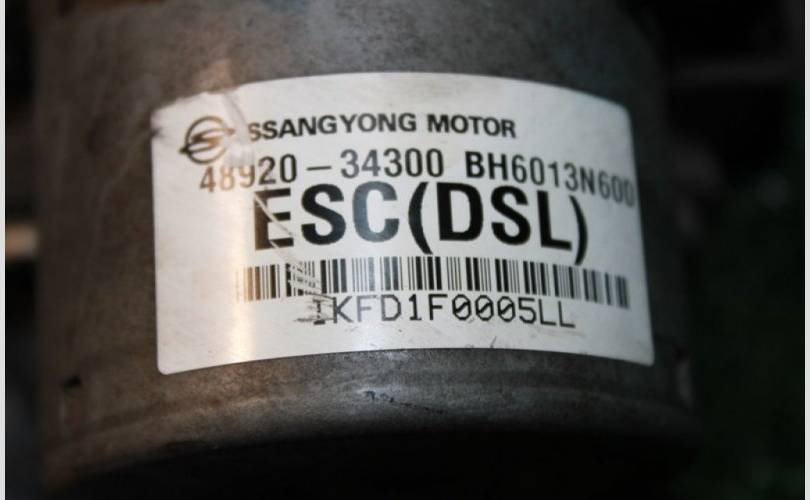 SSANGYONG MOTOR
48920-34300 BH6013N600
ESC(DSL)
KFD1F0005LL